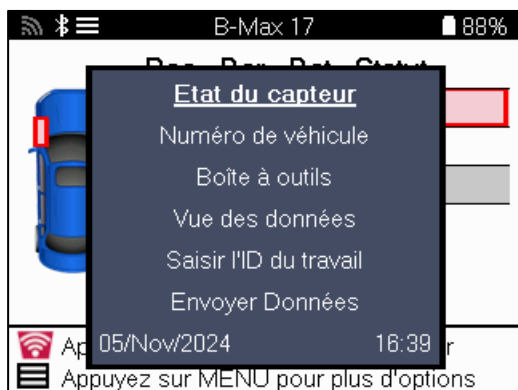 B-Max 17 88%
Etat du capteur
Numéro de véhicule
Boîte à outils
Vue des données
Saisir l'ID du travail
Envoyer Données
05/Nov/2024 16:39
Appuyez sur MENU pour plus d'options